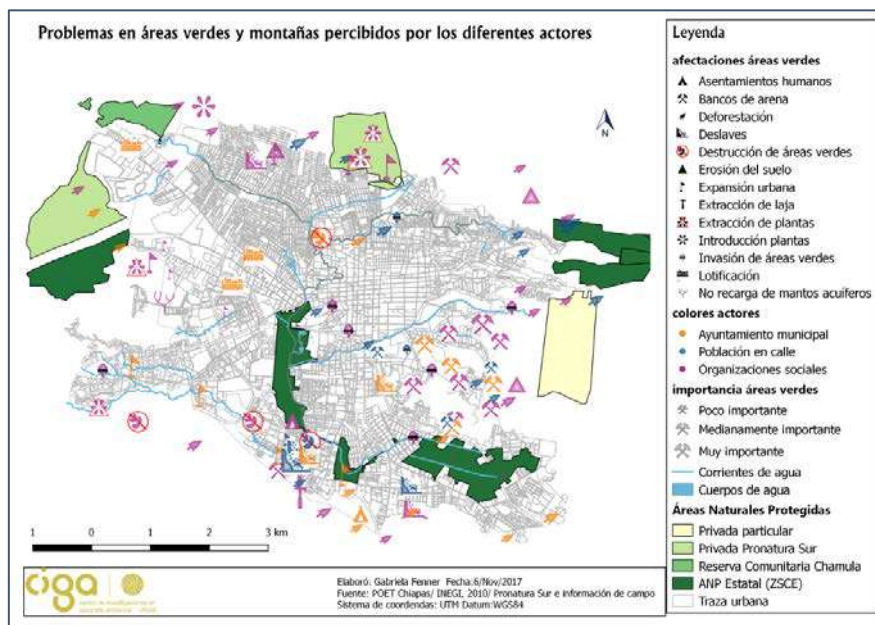 Problemas en áreas verdes y montañas percibidos por los diferentes actores
N
1 0 1 2 3 km
Leyenda
afectaciones áreas verdes
Asentamientos humanos
Bancos de arena
Deforestación
Deslaves
Destrucción de áreas verdes
Erosión del suelo
Expansión urbana
Extracción de laja
Extracción de plantas
Introducción plantas
Invasión de áreas verdes
Lotificación
No recarga de mantos acuíferos
colores actores
Ayuntamiento municipal
Población en calle
Organizaciones sociales
importancia áreas verdes
Poco importante
Medianamente importante
Muy importante
Corrientes de agua
Cuerpos de agua
Áreas Naturales Protegidas
Privada particular
Privada Pronatura Sur
Reserva Comunitaria Chamula
ANP Estatal (ZSCE)
Traza urbana
ciga
Elaboró: Gabriela Fenner Fecha:6/Nov/2017
Fuente: POET Chiapas/ INEGI, 2010/ Pronatura Sur e información de campo
Sistema de coordendas: UTM Datum:WGS84